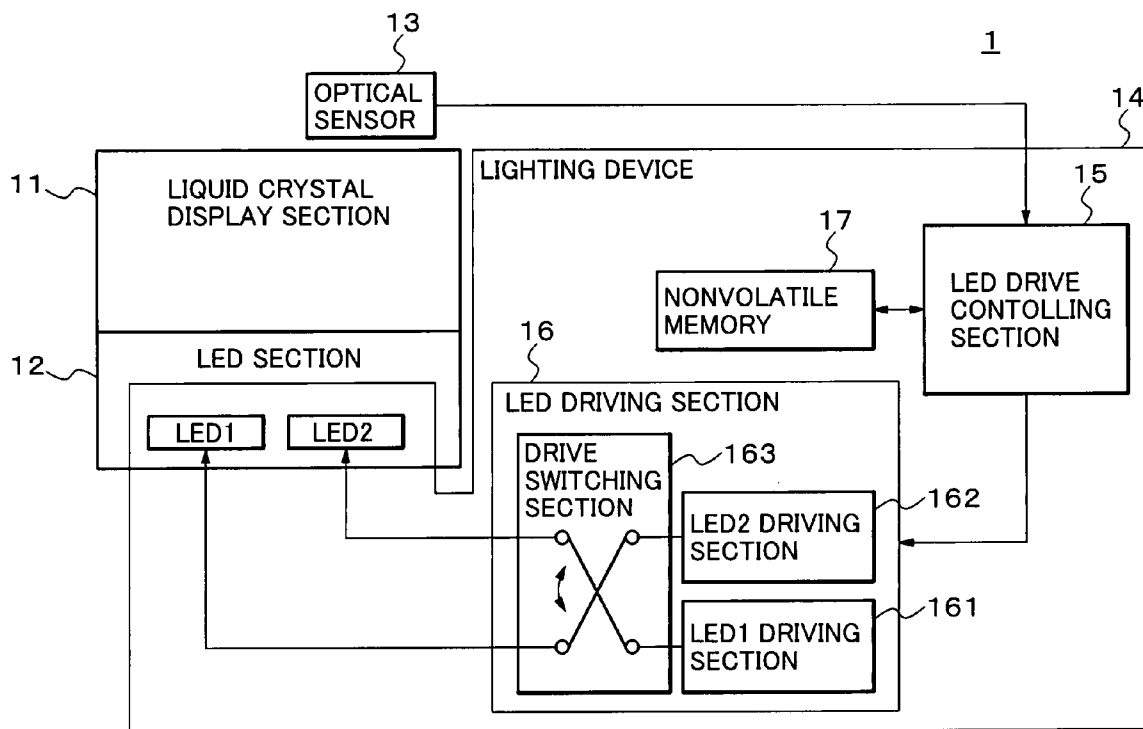 1
13
OPTICAL
SENSOR
14
LIGHTING DEVICE
11
LIQUID CRYSTAL
DISPLAY SECTION
15
17
NONVOLATILE
MEMORY
LED DRIVE
CONTOLLING
SECTION
12
LED SECTION
16
LED DRIVING SECTION
LED1
LED2
DRIVE
SWITCHING
SECTION
163
162
LED2 DRIVING
SECTION
161
LED1 DRIVING
SECTION